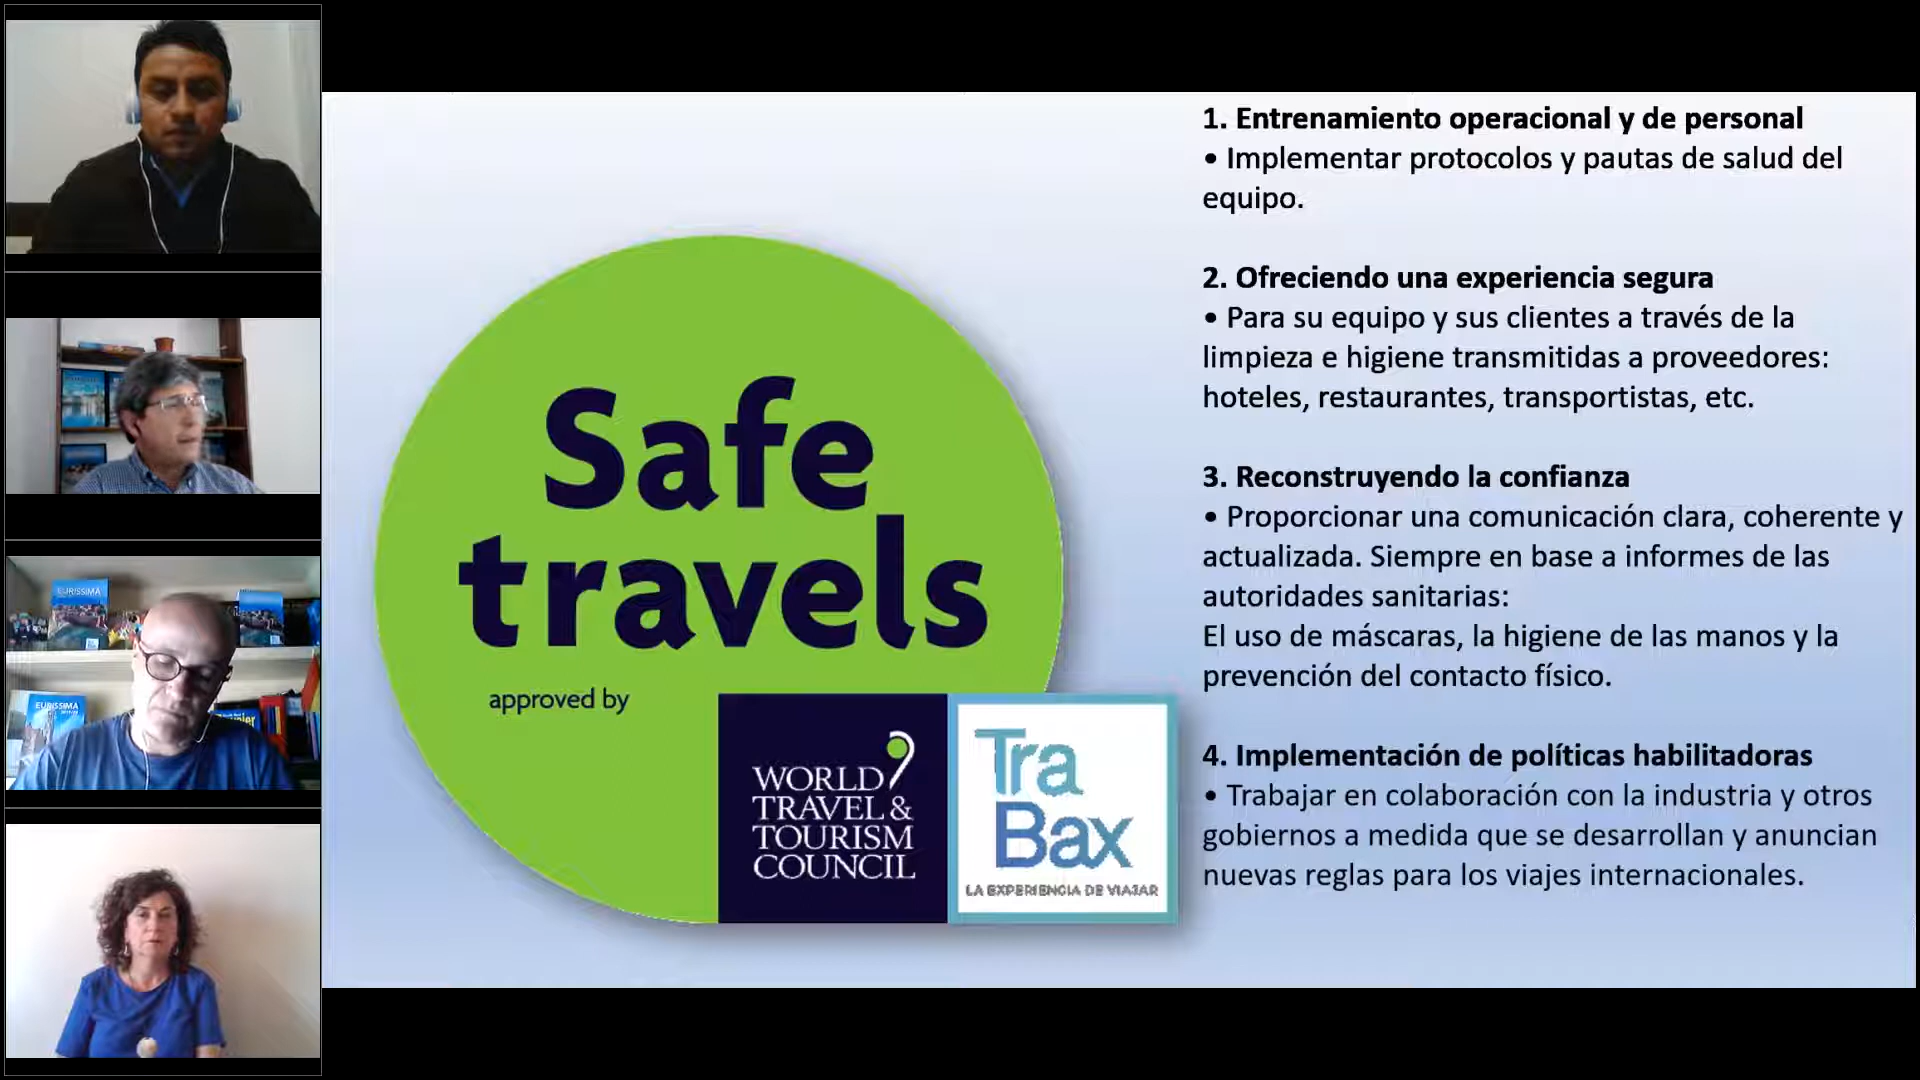 EURISSIMA
EURISSIMA
Safe
travels
approved by
WORLD
TRAVEL &
TOURISM
COUNCIL
Tra
Bax
LA EXPERIENCIA DE VIAJAR
1. Entrenamiento operacional y de personal
• Implementar protocolos y pautas de salud del
equipo.
2. Ofreciendo una experiencia segura
• Para su equipo y sus clientes a través de la
limpieza e higiene transmitidas a proveedores:
hoteles, restaurantes, transportistas, etc.
3. Reconstruyendo la confianza
• Proporcionar una comunicación clara, coherente y
actualizada. Siempre en base a informes de las
autoridades sanitarias:
El uso de máscaras, la higiene de las manos y la
prevención del contacto físico.
4. Implementación de políticas habilitadoras
• Trabajar en colaboración con la industria y otros
gobiernos a medida que se desarrollan y anuncian
nuevas reglas para los viajes internacionales.